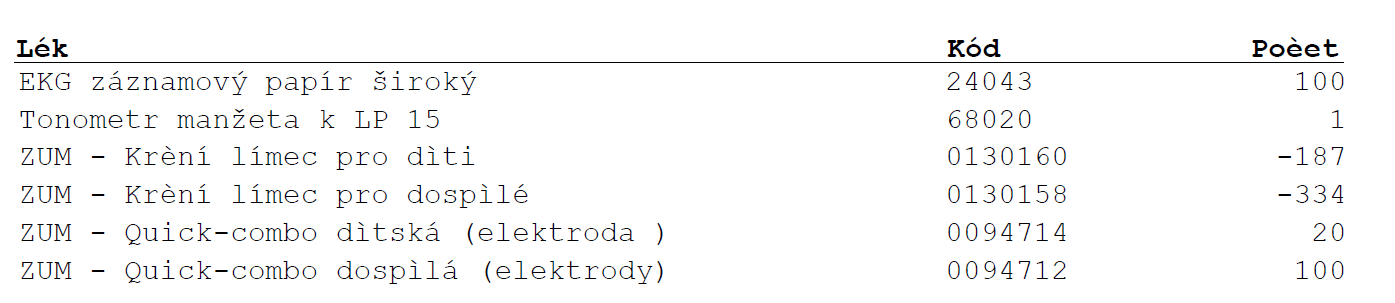 Lék Kód Poèet
EKG záznamový papír široký 24043 100
Tonometr manžeta k LP 15 68020 1
ZUM - Krèní límec pro dìti 0130160 -187
ZUM - Krèní límec pro dospìlé 0130158 -334
ZUM - Quick-combo dìtská (elektroda ) 0094714 20
ZUM - Quick-combo dospìlá (elektrody) 0094712 100